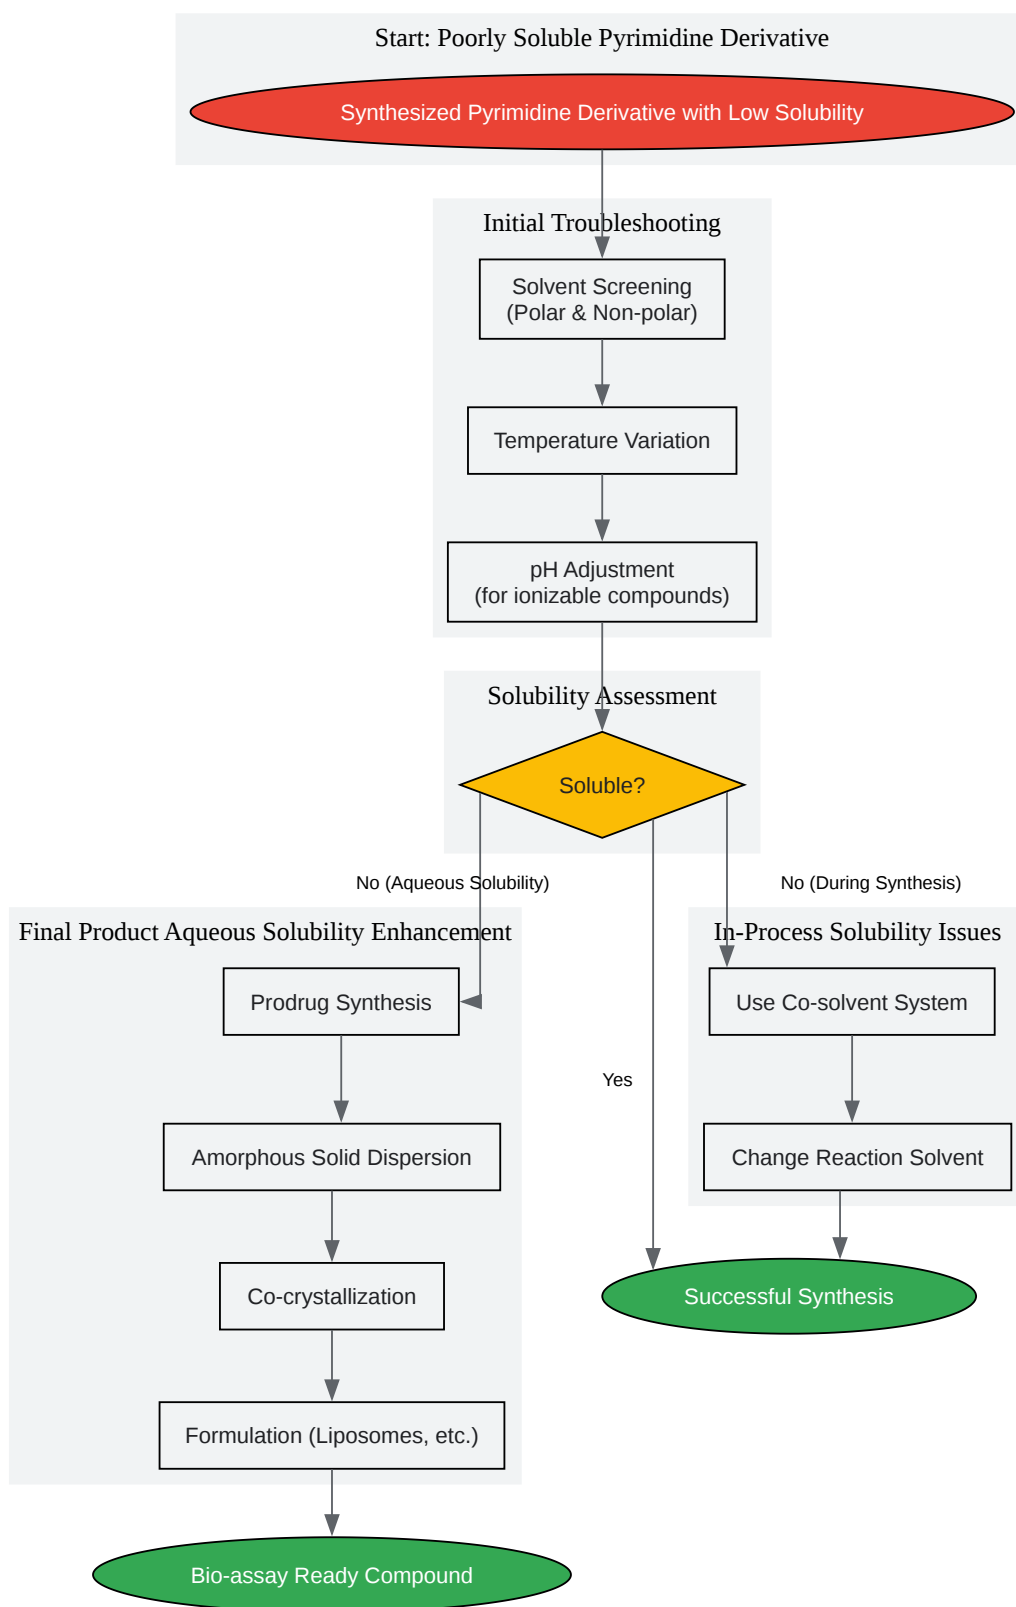 Start: Poorly Soluble Pyrimidine Derivative
Synthesized Pyrimidine Derivative with Low Solubility
Initial Troubleshooting
Solvent Screening
(Polar & Non-polar)
Temperature Variation
pH Adjustment
(for ionizable compounds)
Solubility Assessment
Soluble?
No (Aqueous Solubility)
No (During Synthesis)
Final Product Aqueous Solubility Enhancement
In-Process Solubility Issues
Prodrug Synthesis
Use Co-solvent System
Yes
Amorphous Solid Dispersion
Change Reaction Solvent
Co-crystallization
Successful Synthesis
Formulation (Liposomes, etc.)
Bio-assay Ready Compound